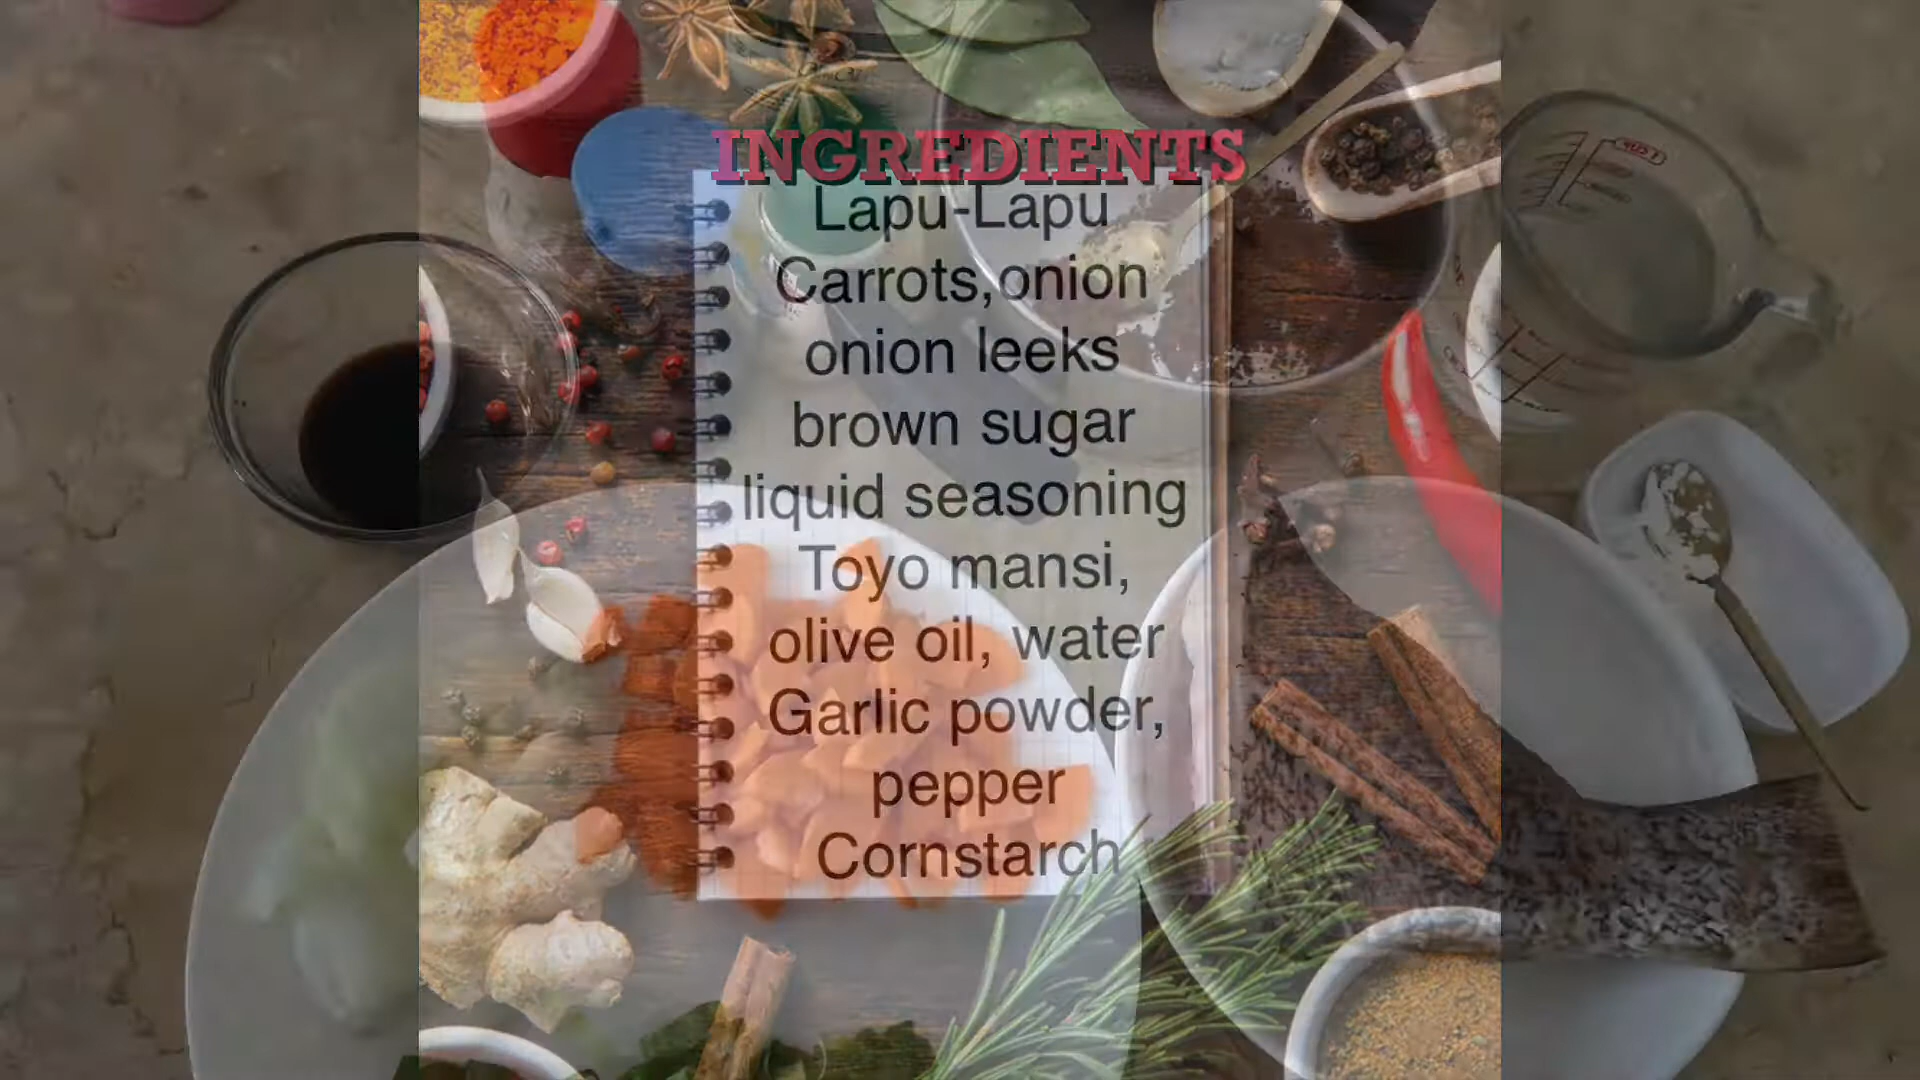 INGREDIENTS
Lapu-Lapu
Carrots,onion
onion leeks
brown sugar
liquid seasoning
Toyo mansi,
olive oil, water
Garlic powder,
pepper
Cornstarch